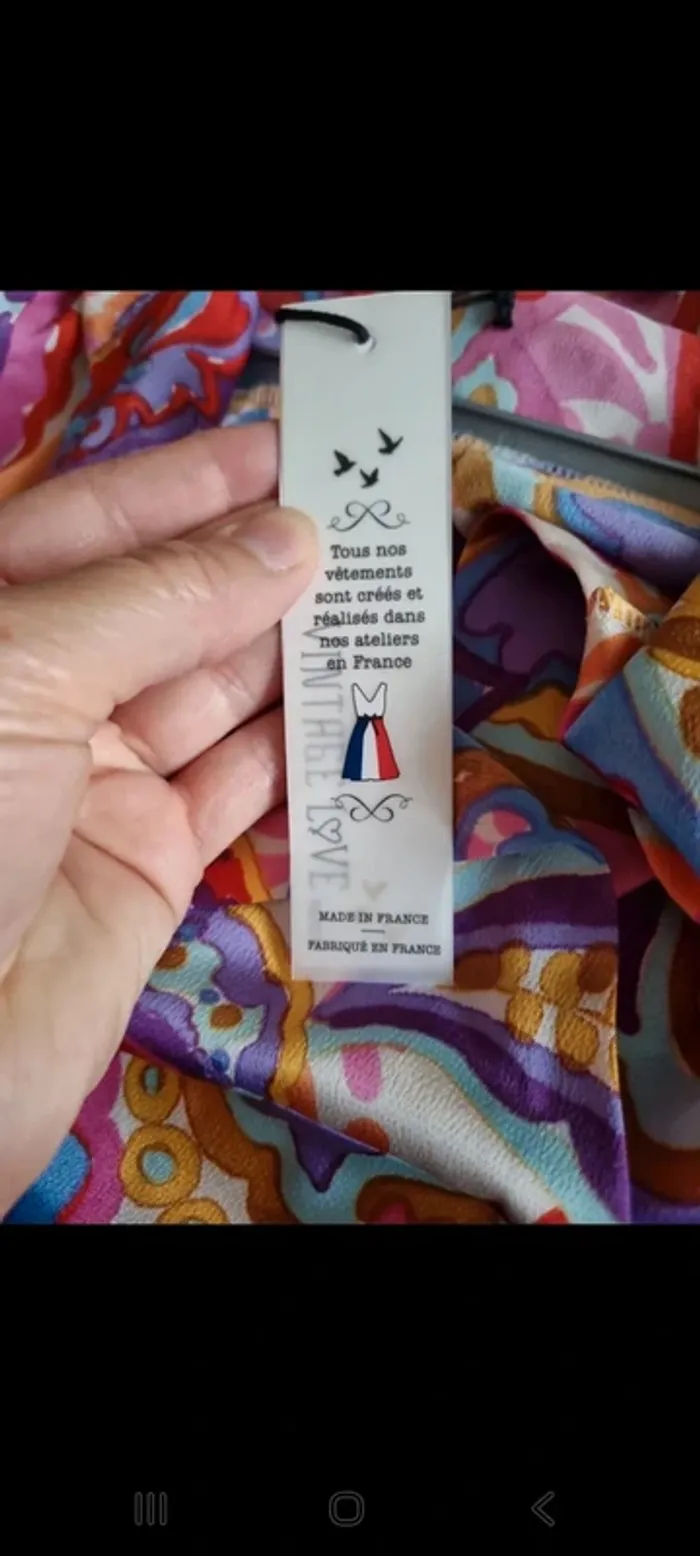 Tous nos
vêtements
sont créés et
réalisés dans
nos ateliers
en France
VINTAGE LOVE
MADE IN FRANCE
FABRIQUÉ EN FRANCE